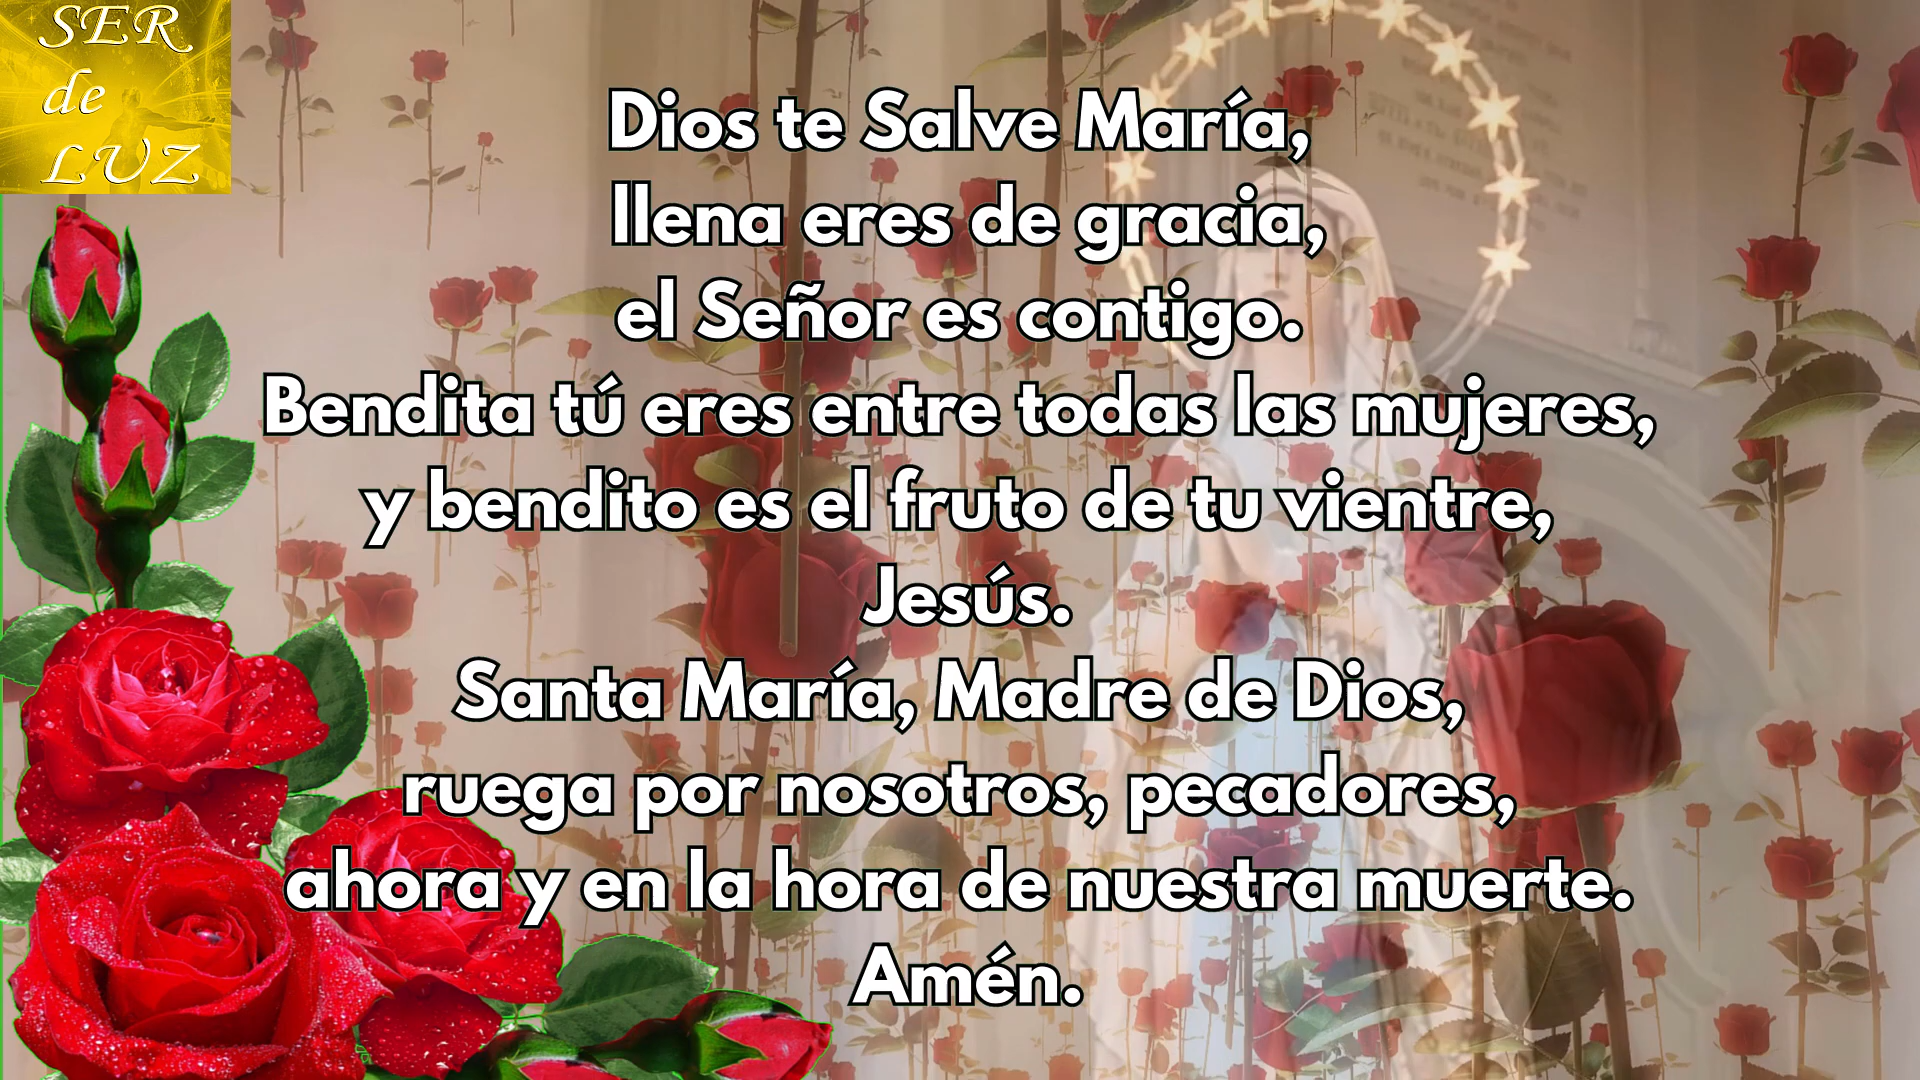 SER
de
LUZ
Dios te Salve María,
llena eres de gracia,
el Señor es contigo.
Bendita tú eres entre todas las mujeres,
y bendito es el fruto de tu vientre,
Jesús.
Santa María, Madre de Dios,
ruega por nosotros, pecadores,
ahora y en la hora de nuestra muerte.
Amén.